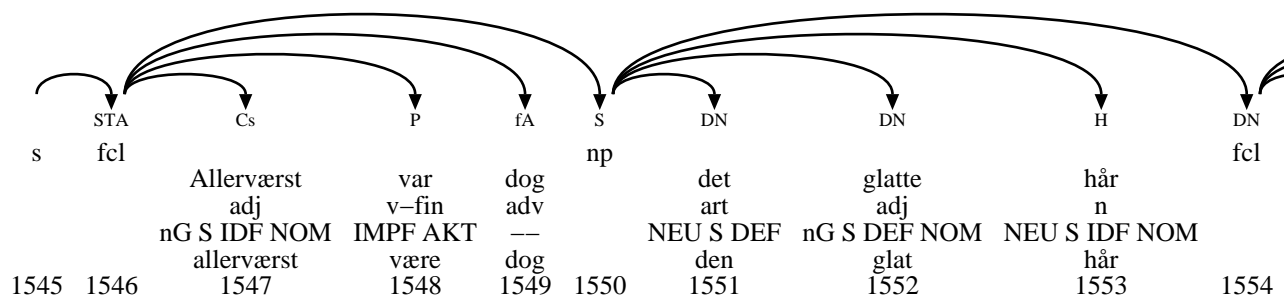 STA Cs P fA S DN DN H DN
s fcl np fcl
Allerværst var dog det glatte hår
adj v−fin adv art adj n
nG S IDF NOM IMPF AKT −− NEU S DEF nG S DEF NOM NEU S IDF NOM
allerværst være dog den glat hår
1545 1546 1547 1548 1549 1550 1551 1552 1553 1554